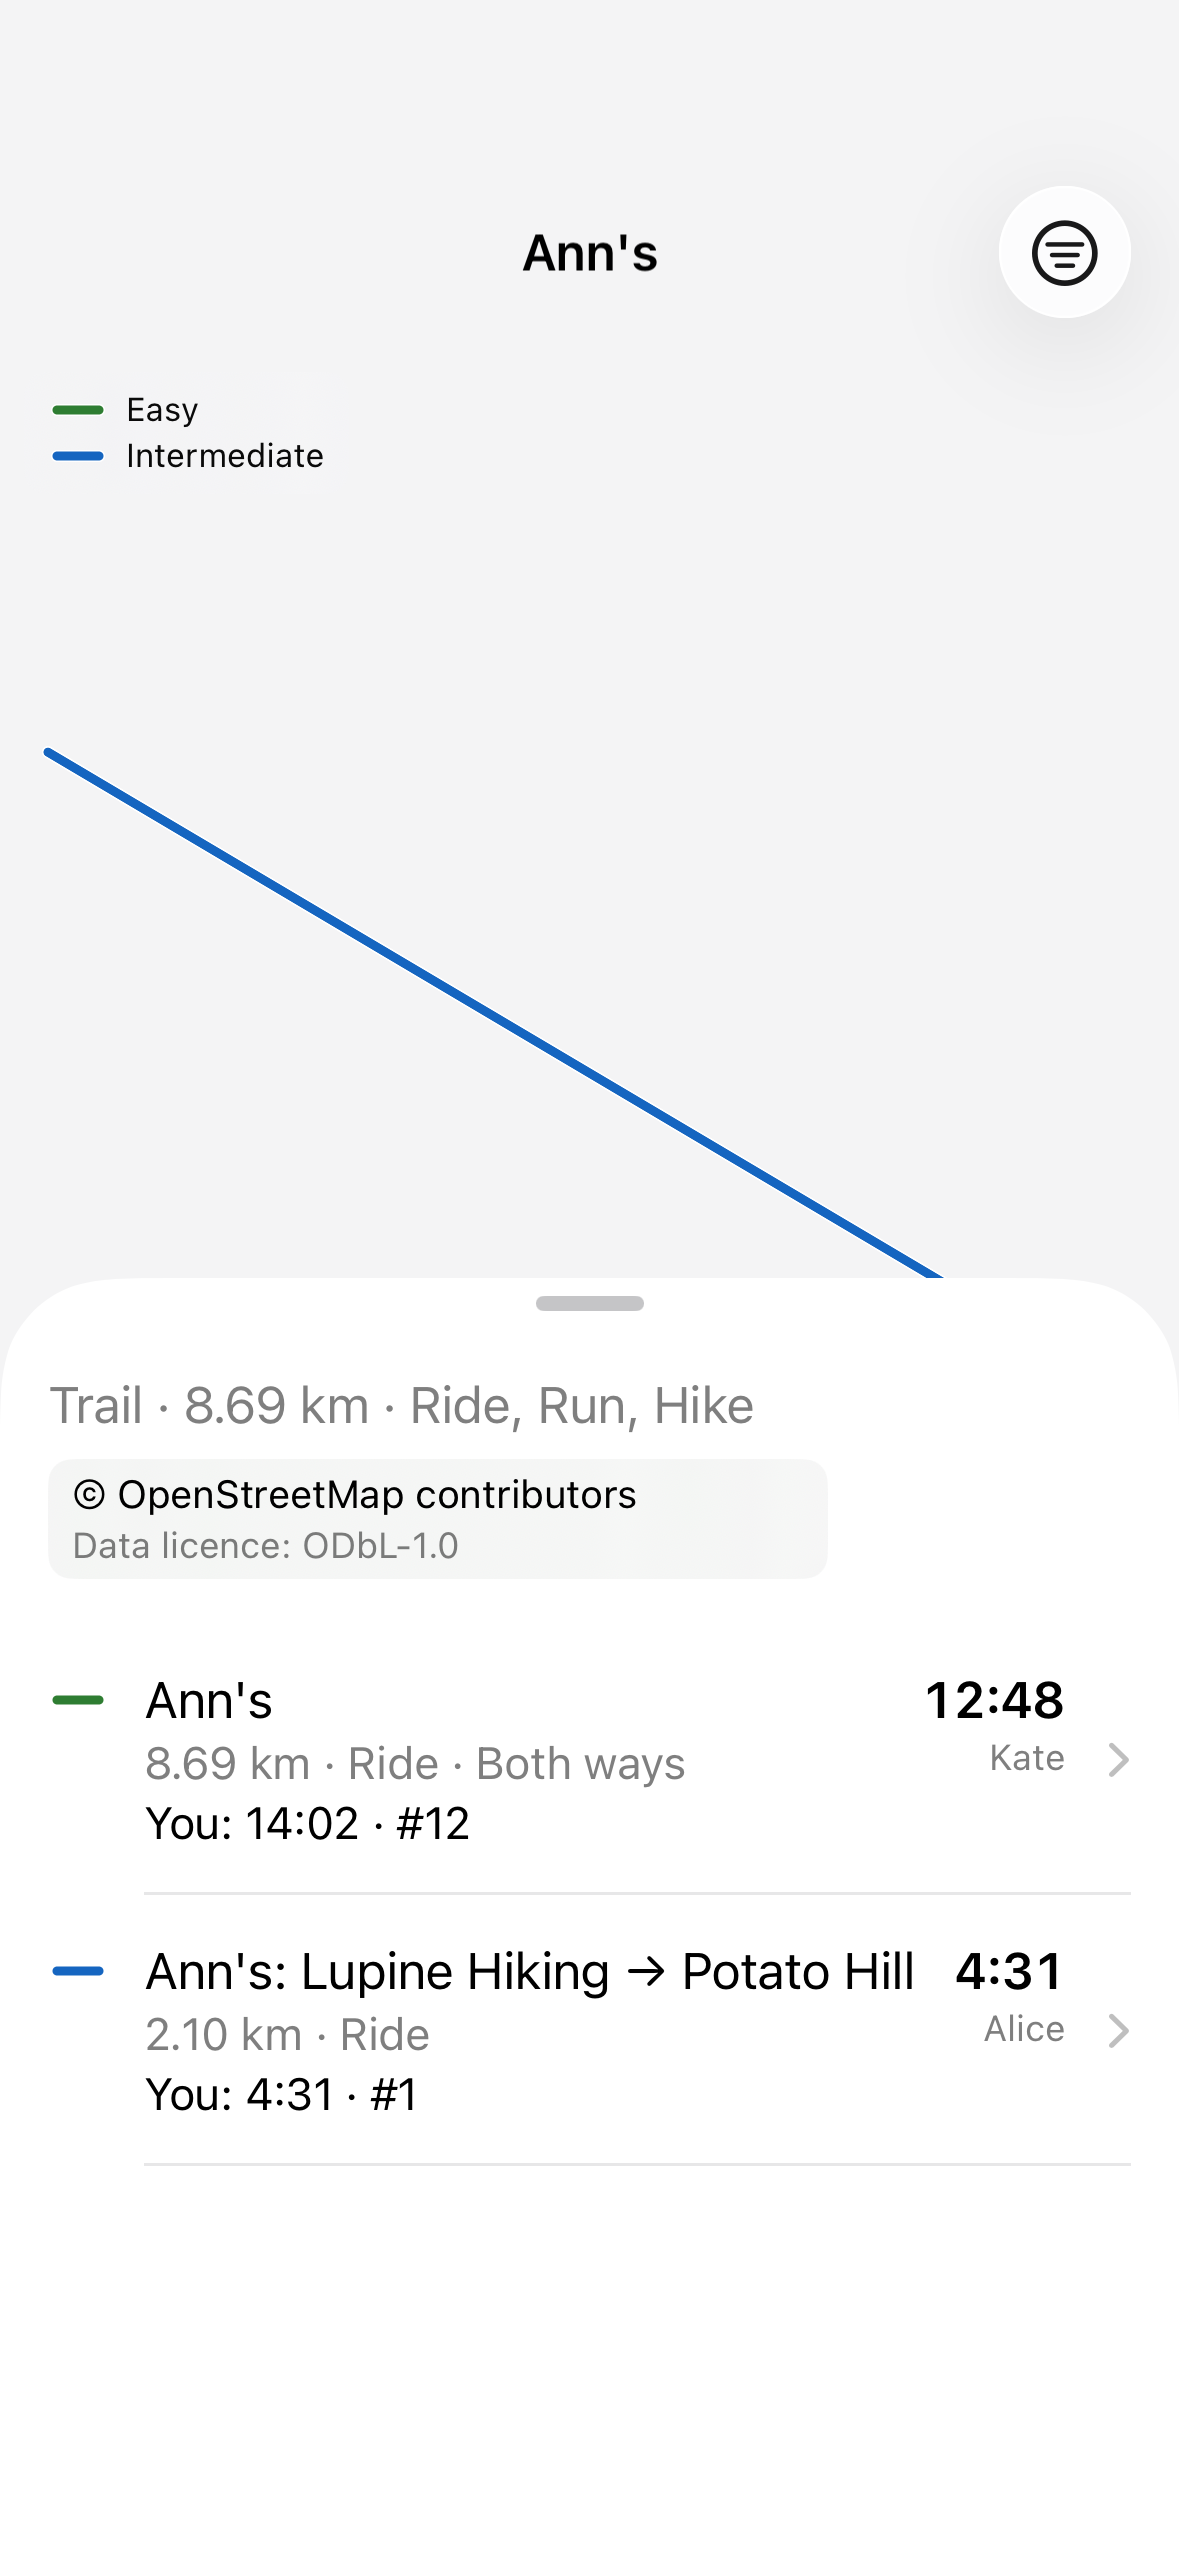 Ann's
Easy
Intermediate
Trail · 8.69 km · Ride, Run, Hike
© OpenStreetMap contributors
Data licence: ODbL-1.0
Ann's 12:48
8.69 km · Ride · Both ways Kate
You: 14:02 · #12
Ann's: Lupine Hiking → Potato Hill 4:31
2.10 km · Ride Alice
You: 4:31 · #1